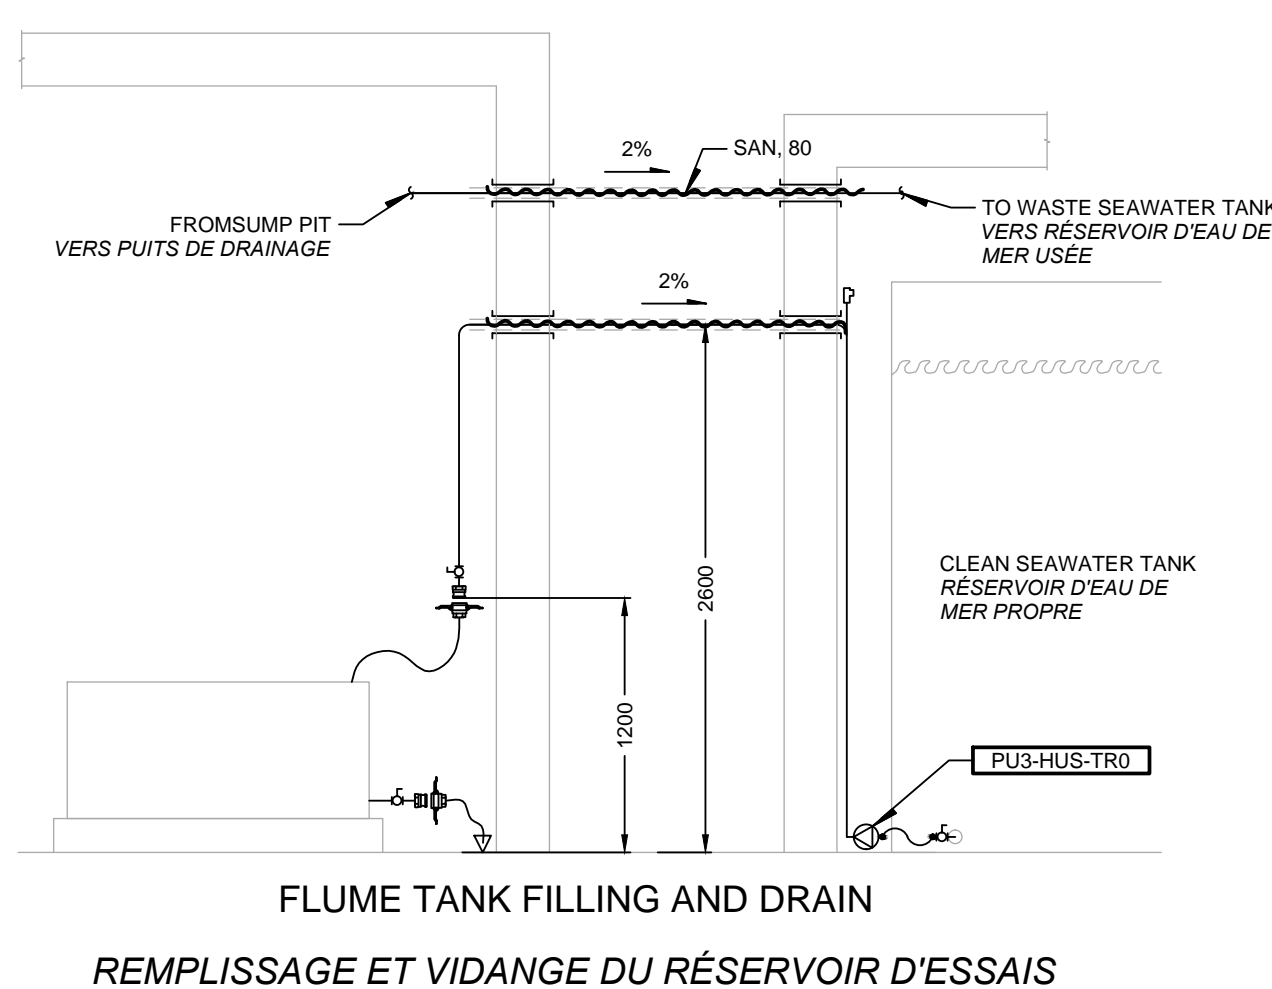 2%
SAN, 80
FROMSUMP PIT
VERS PUITS DE DRAINAGE
TO WASTE SEAWATER TANK
VERS RÉSERVOIR D'EAU DE
MER USÉE
2%
CLEAN SEAWATER TANK
RÉSERVOIR D'EAU DE
MER PROPRE
2600
1200
PU3-HUS-TR0
FLUME TANK FILLING AND DRAIN
REMPLISSAGE ET VIDANGE DU RÉSERVOIR D'ESSAIS